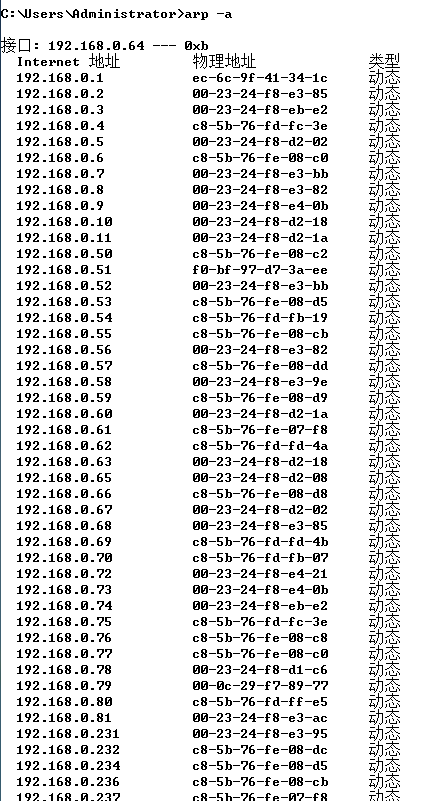 C:\Users\Administrator>arp -a
接口: 192.168.0.64 --- 0xb
Internet 地址 物理地址 类型
192.168.0.1 ec-6c-9f-41-34-1c 动态
192.168.0.2 00-23-24-f8-e3-85 动态
192.168.0.3 00-23-24-f8-eb-e2 动态
192.168.0.4 c8-5b-76-fd-fc-3e 动态
192.168.0.5 00-23-24-f8-d2-02 动态
192.168.0.6 c8-5b-76-fe-08-c0 动态
192.168.0.7 00-23-24-f8-e3-bb 动态
192.168.0.8 00-23-24-f8-e3-82 动态
192.168.0.9 00-23-24-f8-e4-0b 动态
192.168.0.10 00-23-24-f8-d2-18 动态
192.168.0.11 00-23-24-f8-d2-1a 动态
192.168.0.50 c8-5b-76-fe-08-c2 动态
192.168.0.51 f0-bf-97-d7-3a-ee 动态
192.168.0.52 00-23-24-f8-e3-bb 动态
192.168.0.53 c8-5b-76-fe-08-d5 动态
192.168.0.54 c8-5b-76-fd-fb-19 动态
192.168.0.55 c8-5b-76-fe-08-cb 动态
192.168.0.56 00-23-24-f8-e3-82 动态
192.168.0.57 c8-5b-76-fe-08-dd 动态
192.168.0.58 00-23-24-f8-e3-9e 动态
192.168.0.59 c8-5b-76-fe-08-d9 动态
192.168.0.60 00-23-24-f8-d2-1a 动态
192.168.0.61 c8-5b-76-fe-07-f8 动态
192.168.0.62 c8-5b-76-fd-fd-4a 动态
192.168.0.63 00-23-24-f8-d2-18 动态
192.168.0.65 00-23-24-f8-d2-08 动态
192.168.0.66 c8-5b-76-fe-08-d8 动态
192.168.0.67 00-23-24-f8-d2-02 动态
192.168.0.68 00-23-24-f8-e3-85 动态
192.168.0.69 c8-5b-76-fd-fd-4b 动态
192.168.0.70 c8-5b-76-fd-fb-07 动态
192.168.0.72 00-23-24-f8-e4-21 动态
192.168.0.73 00-23-24-f8-e4-0b 动态
192.168.0.74 00-23-24-f8-eb-e2 动态
192.168.0.75 c8-5b-76-fd-fc-3e 动态
192.168.0.76 c8-5b-76-fe-08-c8 动态
192.168.0.77 c8-5b-76-fe-08-c0 动态
192.168.0.78 00-23-24-f8-d1-c6 动态
192.168.0.79 00-0c-29-f7-89-77 动态
192.168.0.80 c8-5b-76-fd-ff-e5 动态
192.168.0.81 00-23-24-f8-e3-ac 动态
192.168.0.231 00-23-24-f8-e3-95 动态
192.168.0.232 c8-5b-76-fe-08-dc 动态
192.168.0.234 c8-5b-76-fe-08-d5 动态
192.168.0.236 c8-5b-76-fe-08-cb 动态
192.168.0.237 c8-5b-76-fe-07-f8 动态